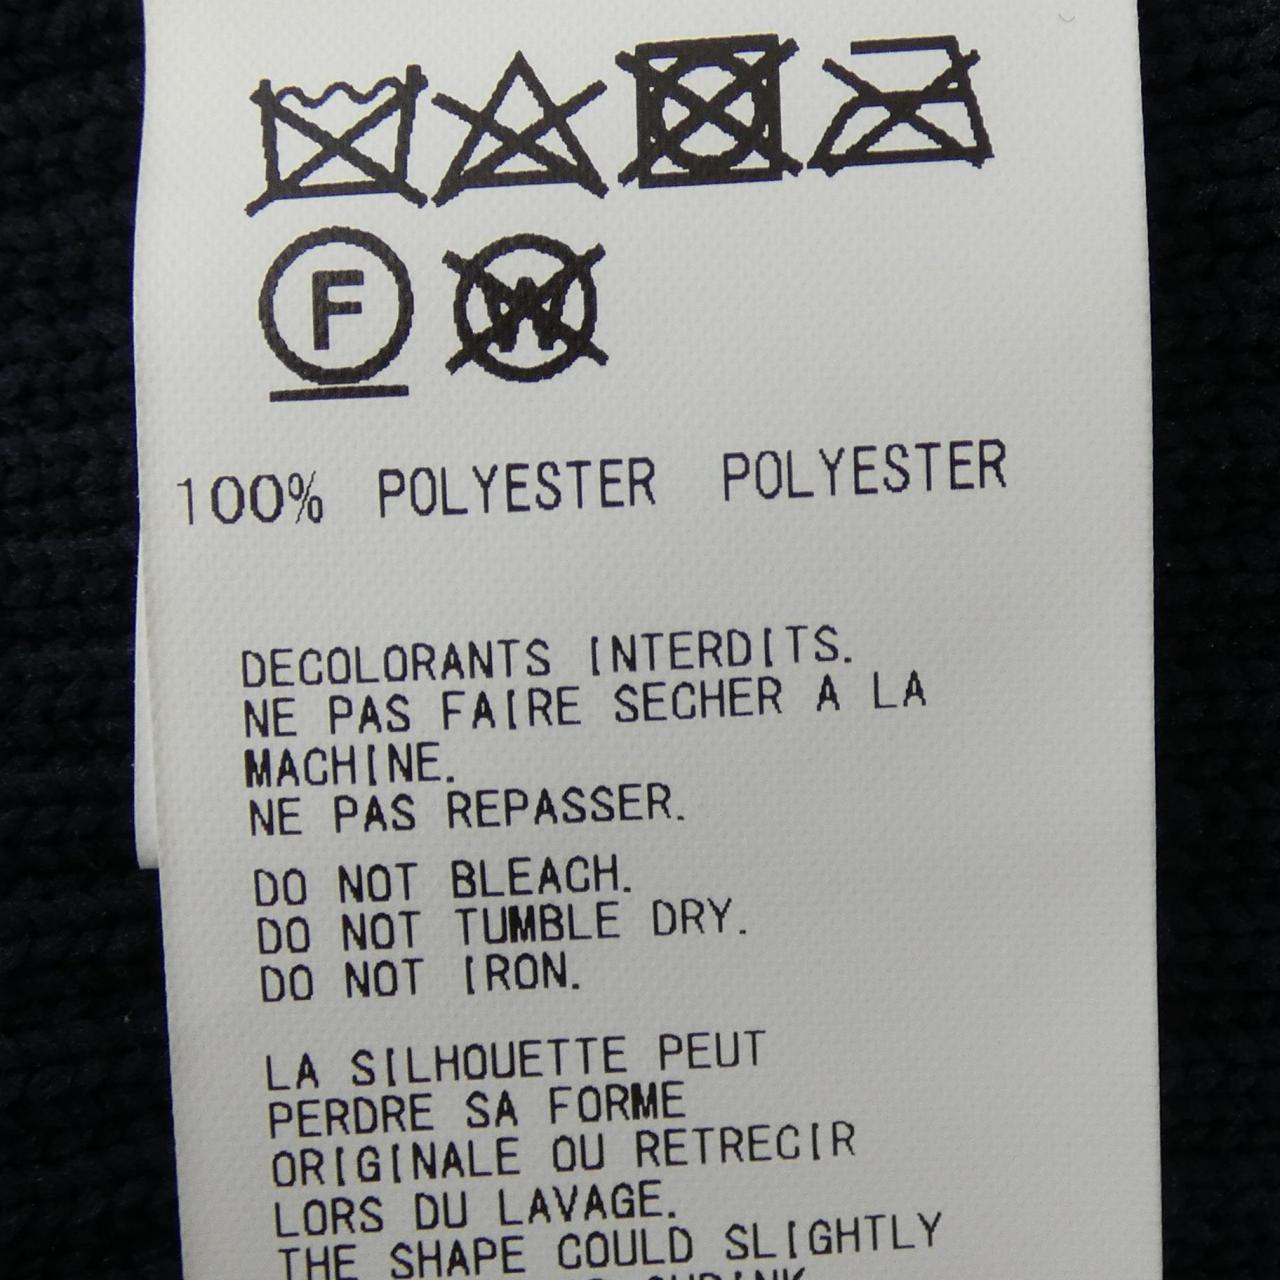 F W
100% POLYESTER POLYESTER
DECOLORANTS INTERDITS.
NE PAS FAIRE SECHER A LA
MACHINE.
NE PAS REPASSER.
DO NOT BLEACH.
DO NOT TUMBLE DRY.
DO NOT IRON.
LA SILHOUETTE PEUT
PERDRE SA FORME
ORIGINALE OU RETRECIR
LORS DU LAVAGE.
THE SHAPE COULD SLIGHTLY
SHRINK